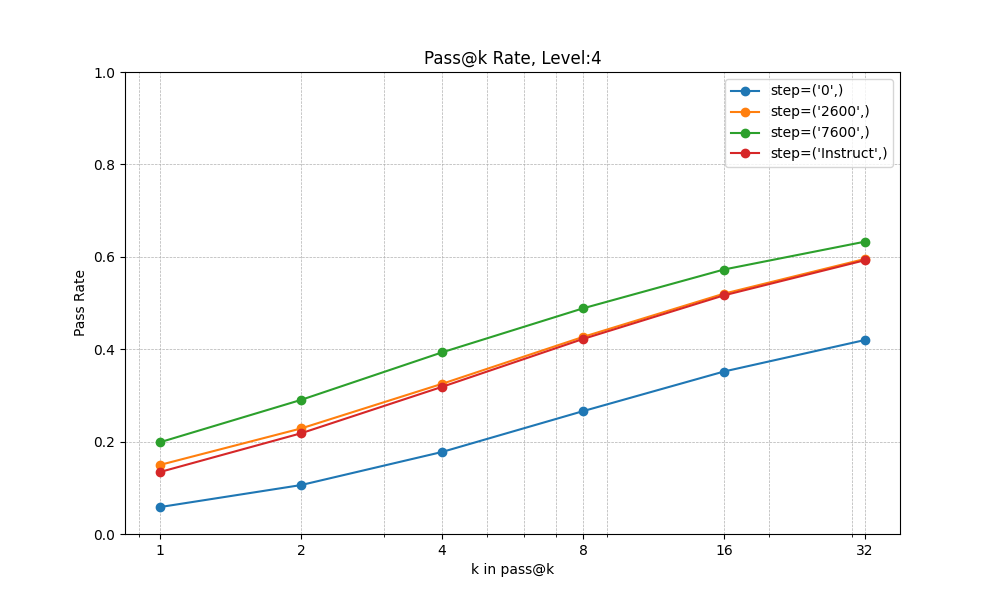 Pass@k Rate, Level:4
step=('0',)
step=('2600',)
step=('7600',)
step=('Instruct',)
1.0
0.8
0.6
0.4
0.2
0.0
Pass Rate
1 2 4 8 16 32
k in pass@k